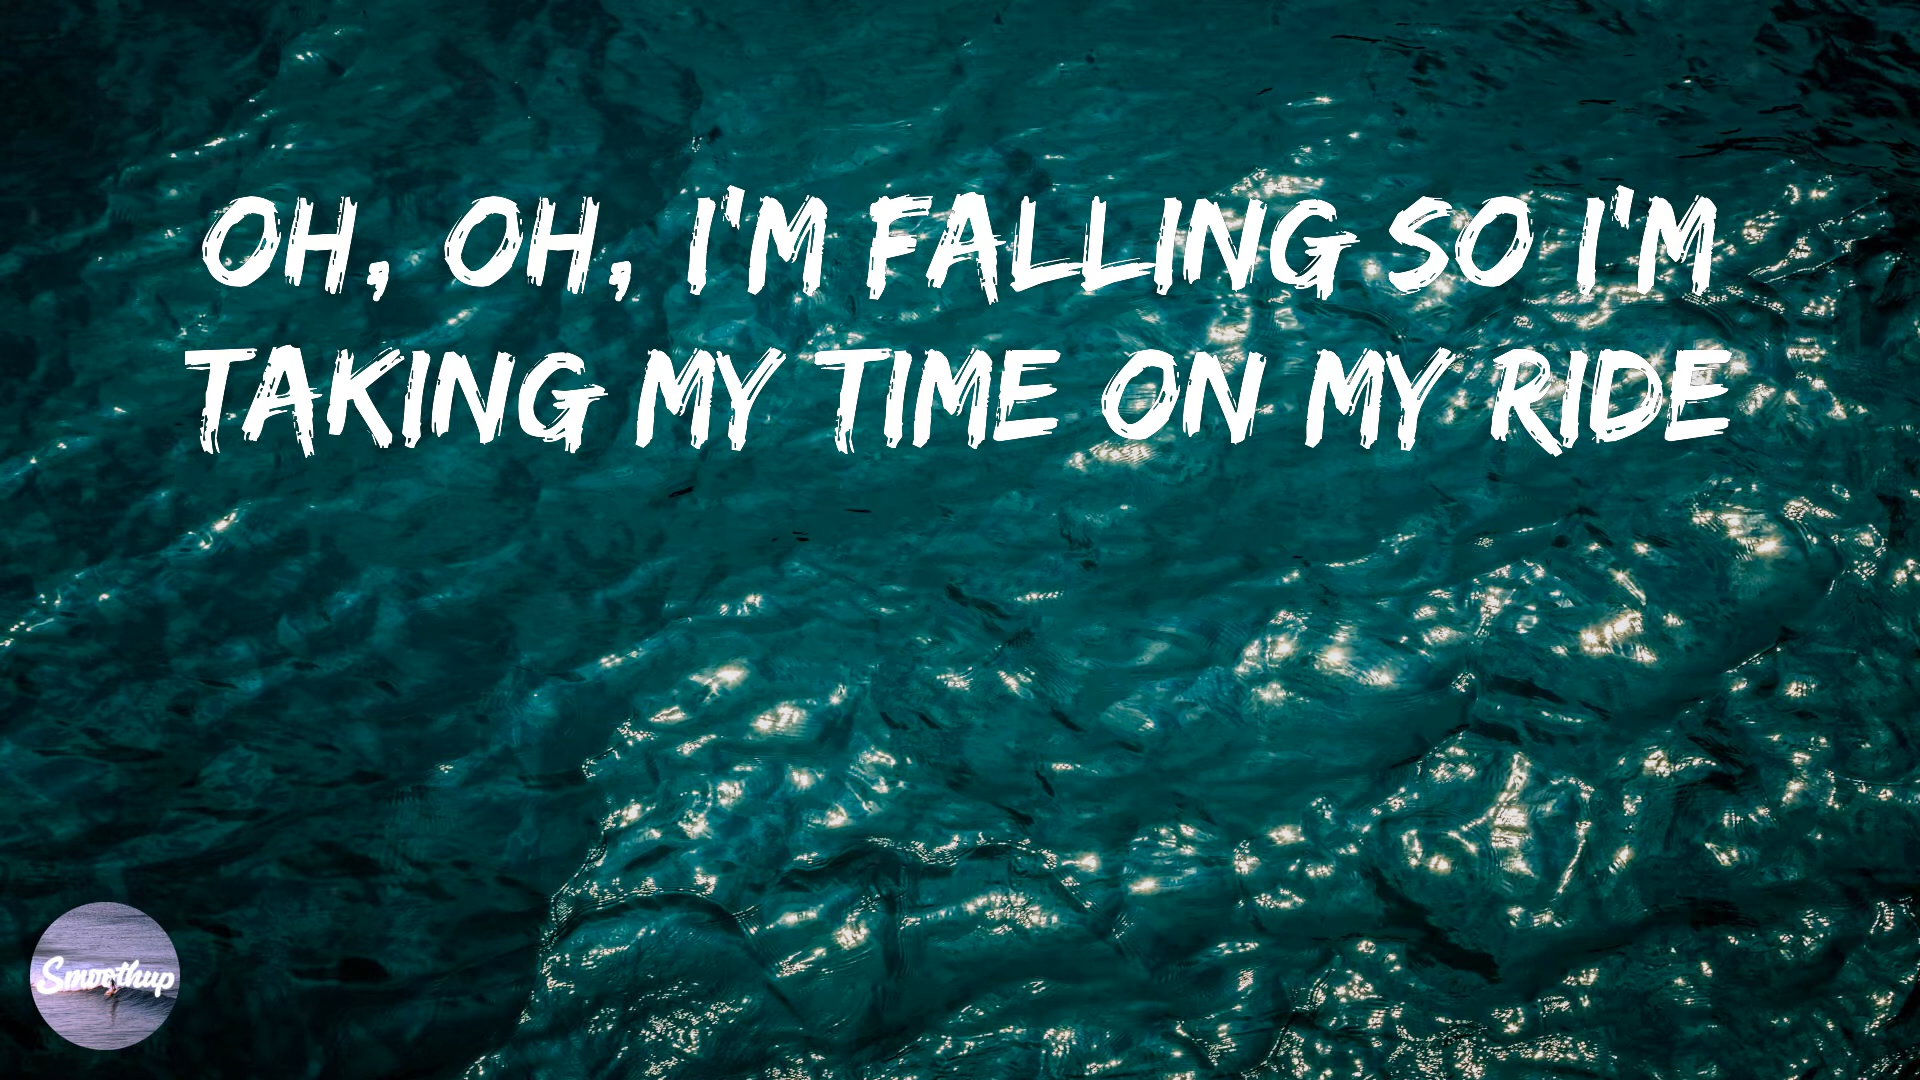 OH, OH, I'M FALLING SO I'M
TAKING MY TIME ON MY RIDE
Smoothup